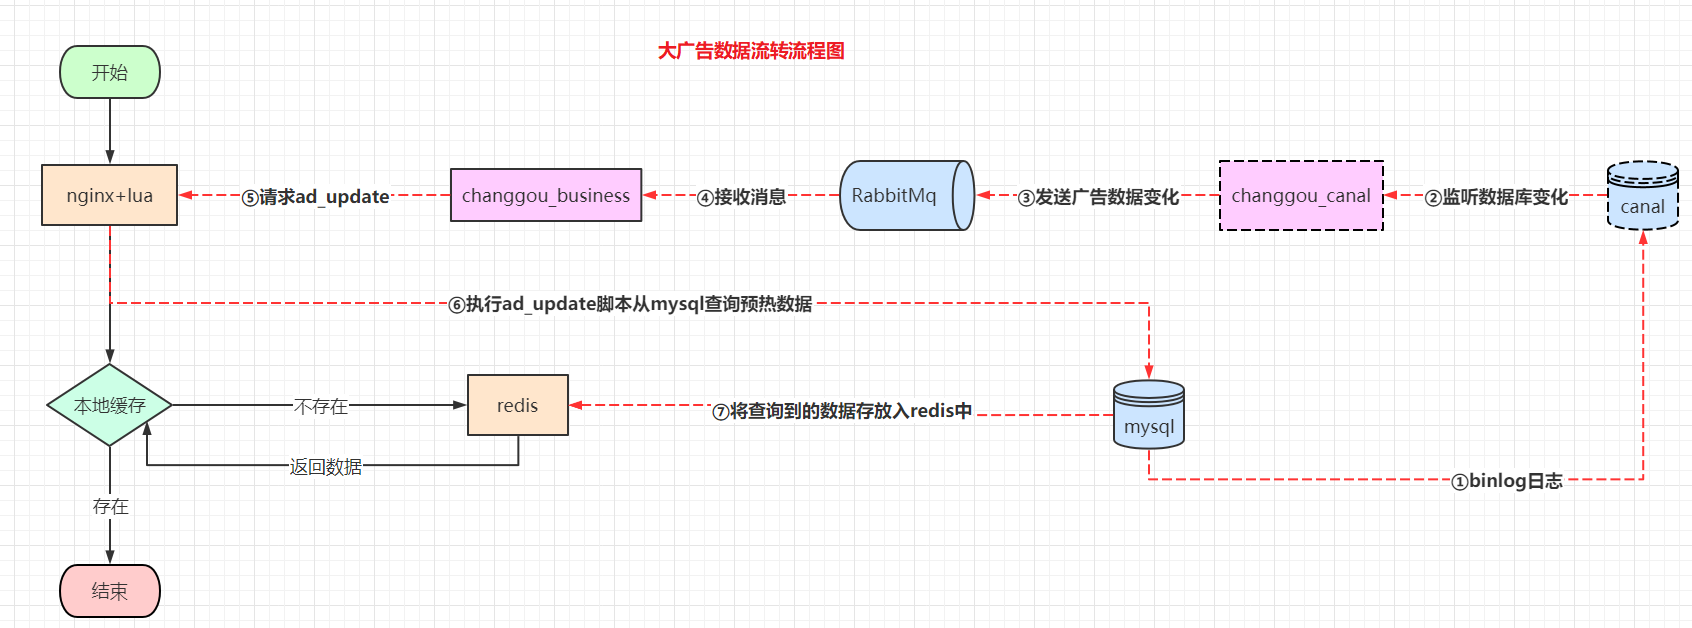 大广告数据流转流程图
开始
nginx+lua
⑤请求ad_update
changgou_business
④接收消息
RabbitMq
③发送广告数据变化
changgou_canal
②监听数据库变化
canal
⑥执行ad_update脚本从mysql查询预热数据
本地缓存
不存在
redis
⑦将查询到的数据存放入redis中
mysql
返回数据
①binlog日志
存在
结束